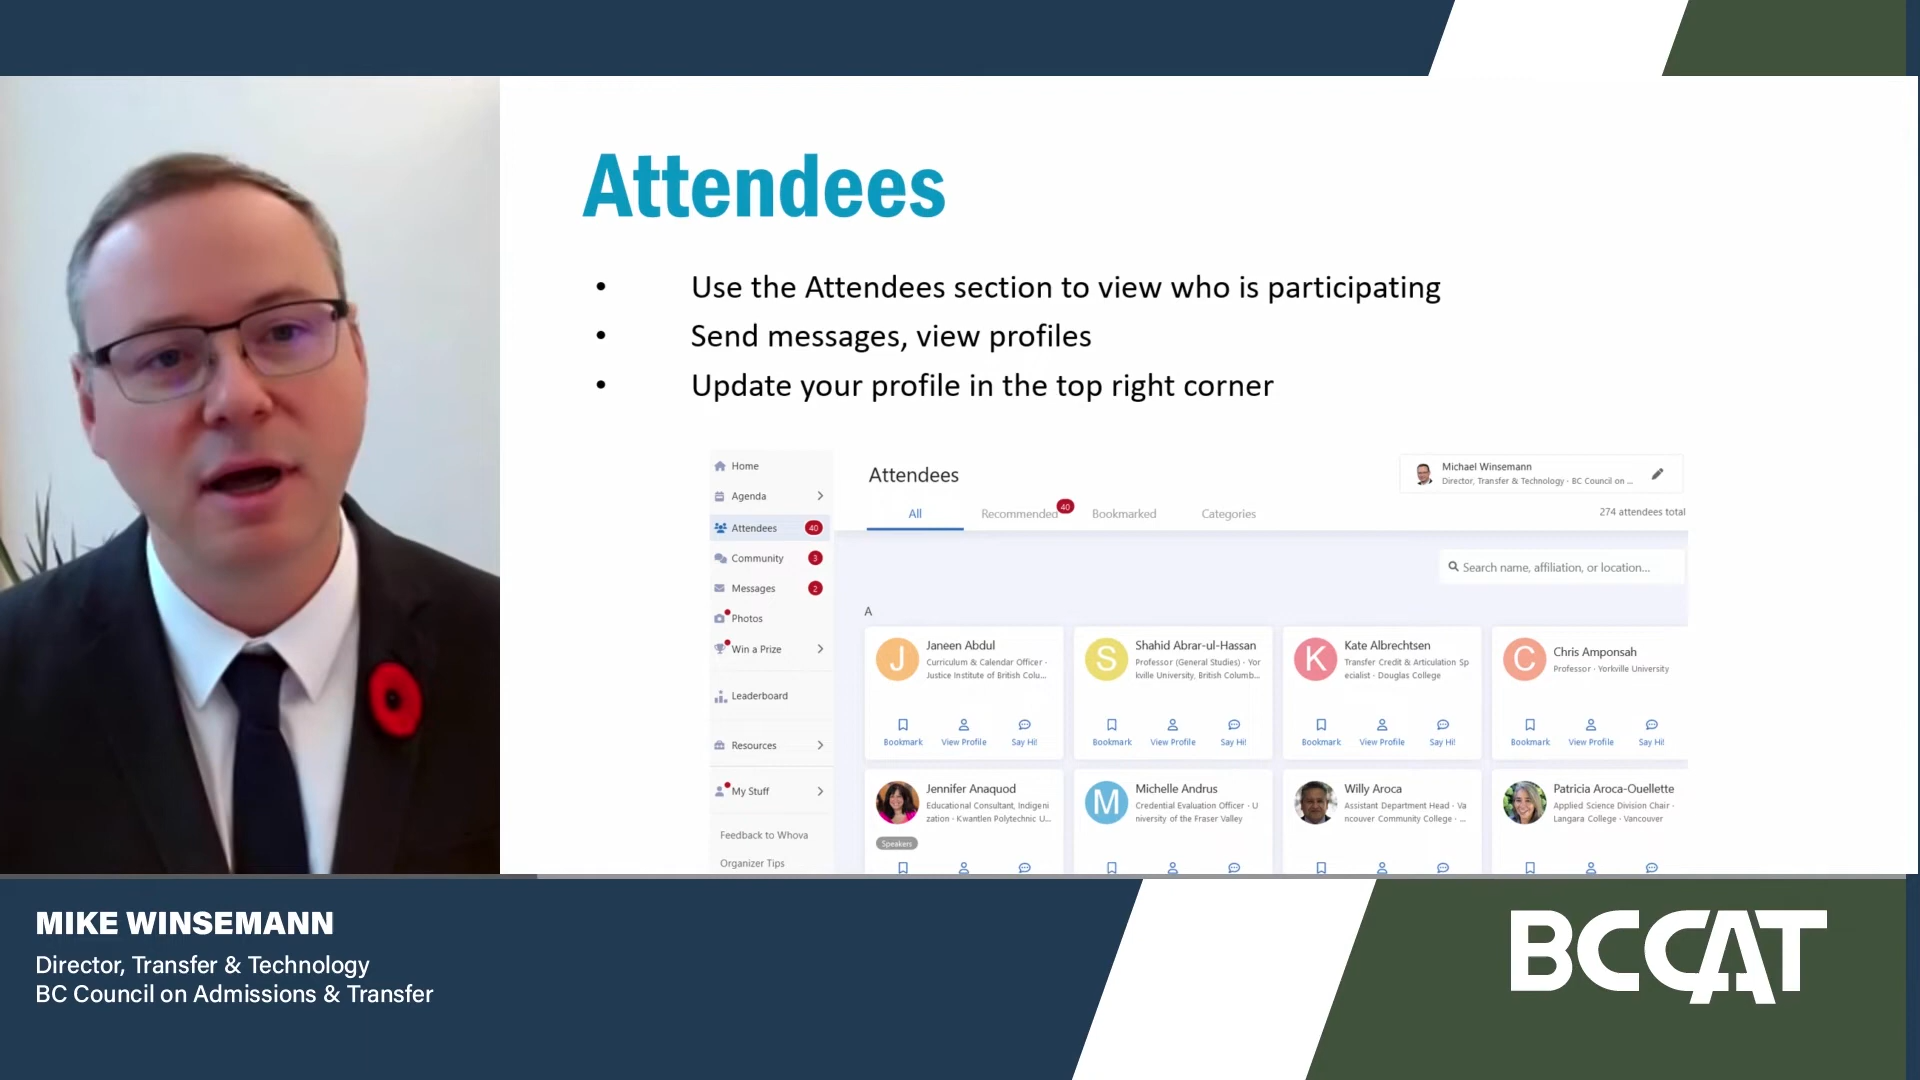 Attendees
• Use the Attendees section to view who is participating
• Send messages, view profiles
• Update your profile in the top right corner
Home
Agenda
Attendees 40
Community 3
Messages 2
Photos
Win a Prize
Leaderboard
Resources
My Stuff
Feedback to Whova
Organizer Tips
Attendees
Michael Winsemann
Director, Transfer & Technology · BC Council on ...
All
Recommended 40
Bookmarked
Categories
274 attendees total
Search name, affiliation, or location...
A
J
Janeen Abdul
Curriculum & Calendar Officer ·
Justice Institute of British Colu...
Bookmark View Profile Say Hi!
S
Shahid Abrar-ul-Hassan
Professor (General Studies) · Yor
kville University, British Columb...
Bookmark View Profile Say Hi!
K
Kate Albrechtsen
Transfer Credit & Articulation Sp
ecialist · Douglas College
Bookmark View Profile Say Hi!
C
Chris Amponsah
Professor · Yorkville University
Bookmark View Profile Say Hi!
Jennifer Anaquod
Educational Consultant, Indigeni
zation · Kwantlen Polytechnic U...
Speakers
M
Michelle Andrus
Credential Evaluation Officer · U
niversity of the Fraser Valley
Willy Aroca
Assistant Department Head · Va
ncouver Community College · ...
Patricia Aroca-Ouellette
Applied Science Division Chair ·
Langara College · Vancouver
MIKE WINSEMANN
Director, Transfer & Technology
BC Council on Admissions & Transfer
BCCAT